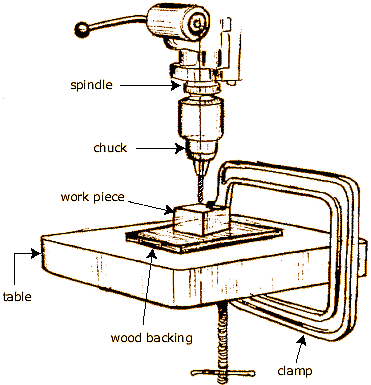 spindle
chuck
work piece
table
wood backing
clamp